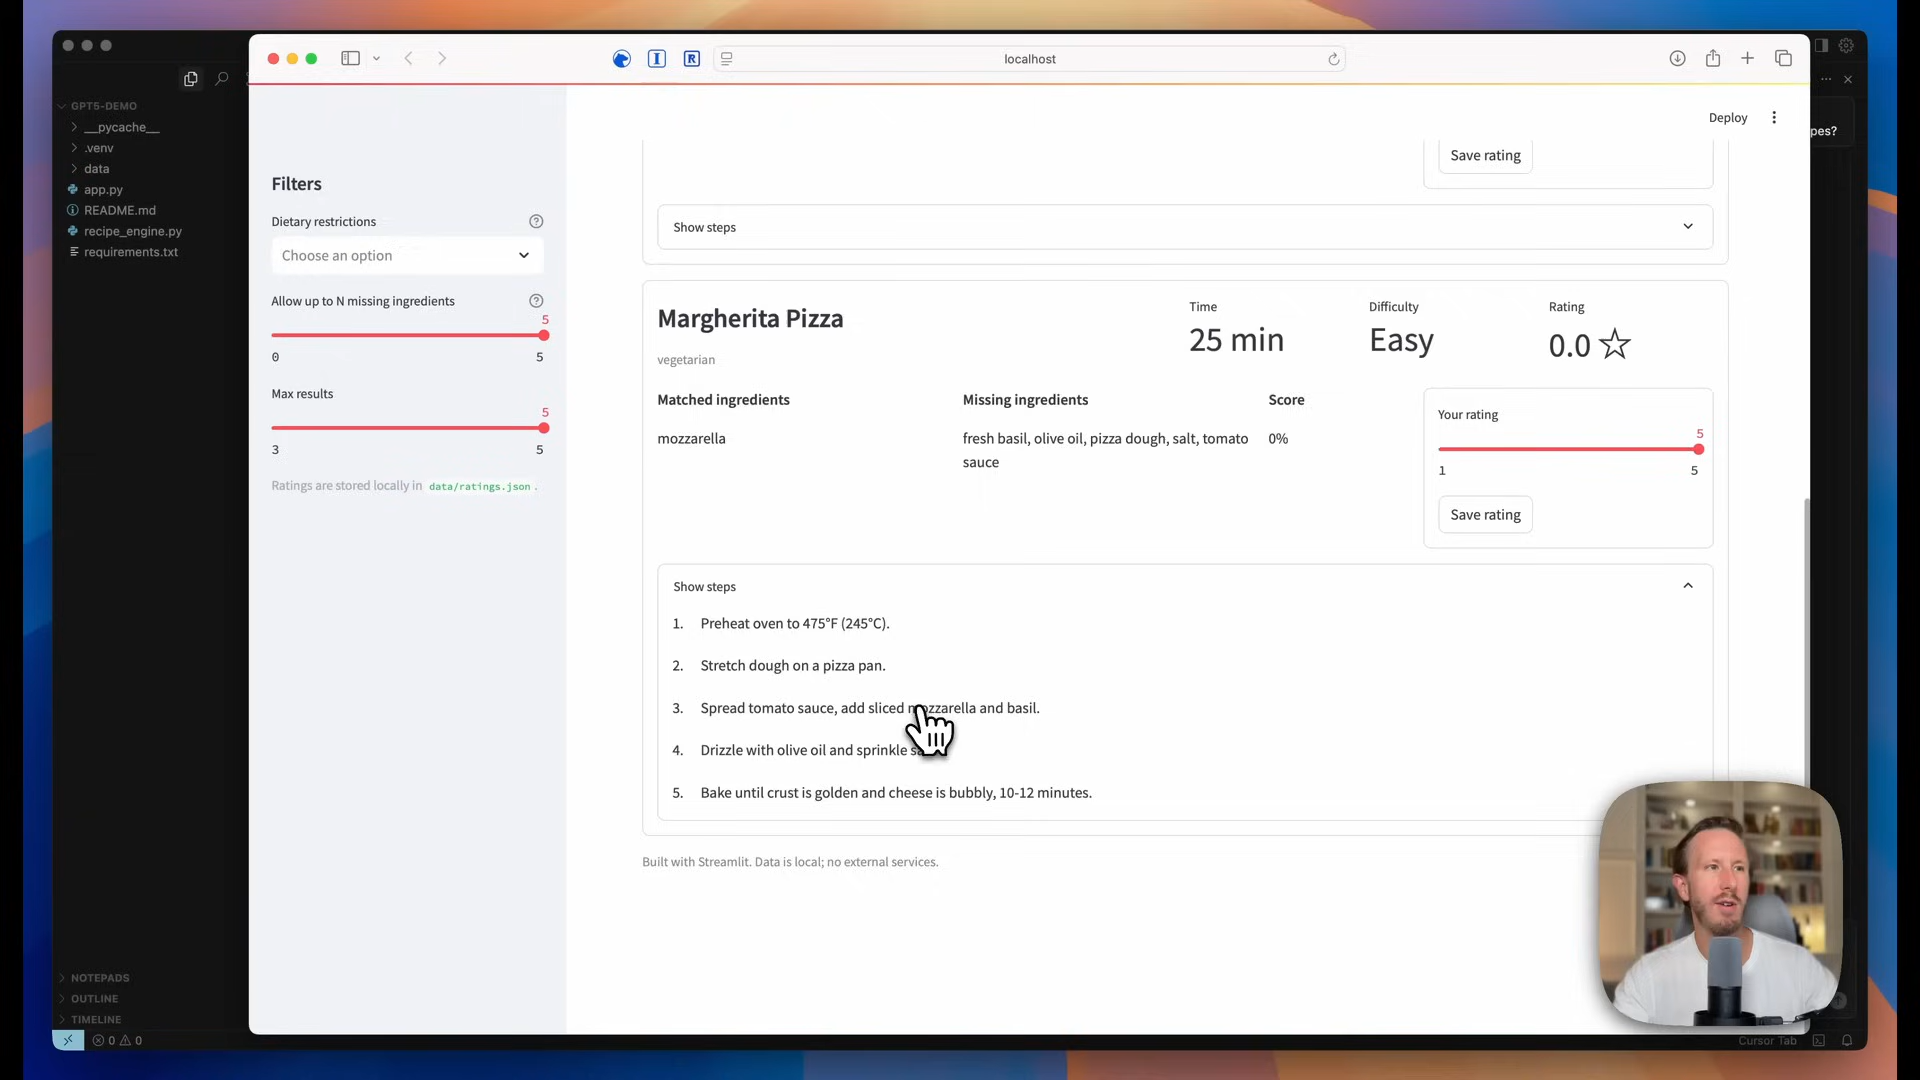 localhost
GPT5-DEMO
__pycache__
.venv
data
app.py
README.md
recipe_engine.py
requirements.txt
NOTEPADS
OUTLINE
TIMELINE
0 0
Filters
Dietary restrictions
Choose an option
Allow up to N missing ingredients
5
0 5
Max results
5
3 5
Ratings are stored locally in data/ratings.json.
Deploy
pes?
Save rating
Show steps
Margherita Pizza
vegetarian
Time
25 min
Difficulty
Easy
Rating
0.0 ☆
Matched ingredients
mozzarella
Missing ingredients
fresh basil, olive oil, pizza dough, salt, tomato
sauce
Score
0%
Your rating
5
1 5
Save rating
Show steps
1. Preheat oven to 475°F (245°C).
2. Stretch dough on a pizza pan.
3. Spread tomato sauce, add sliced mozzarella and basil.
4. Drizzle with olive oil and sprinkle
5. Bake until crust is golden and cheese is bubbly, 10-12 minutes.
Built with Streamlit. Data is local; no external services.
Cursor Tab